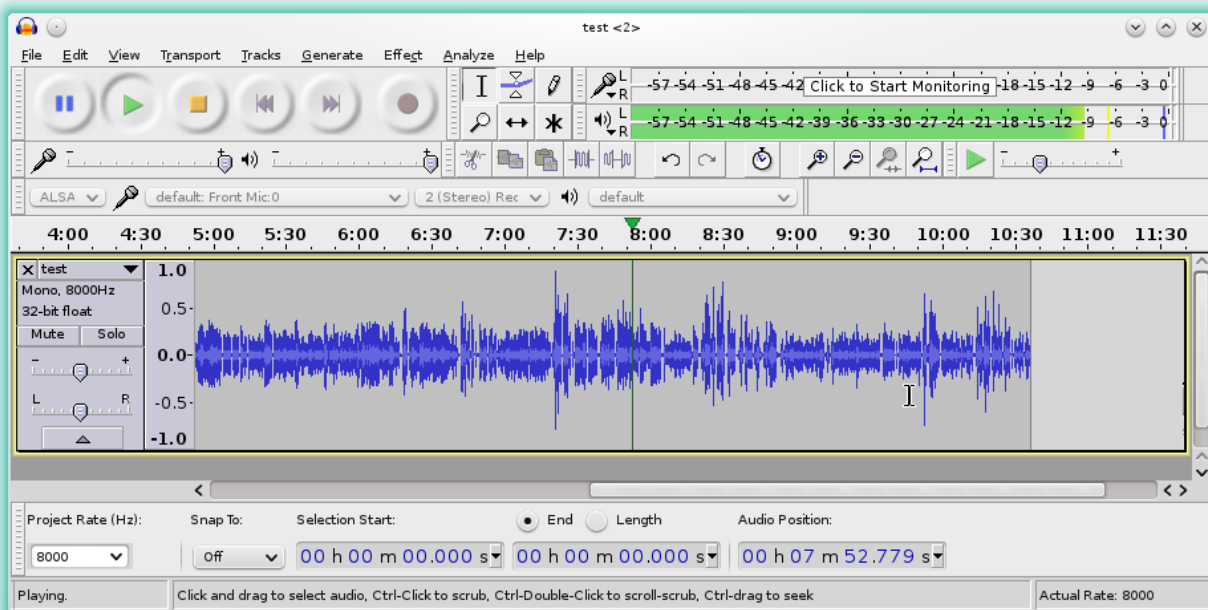 test <2>
File Edit View Transport Tracks Generate Effect Analyze Help
L
R
-57 -54 -51 -48 -45 -42 Click to Start Monitoring -18 -15 -12 -9 -6 -3 0
L
R
-57 -54 -51 -48 -45 -42 -39 -36 -33 -30 -27 -24 -21 -18 -15 -12 -9 -6 -3 0
- +
- +
- +
ALSA default: Front Mic:0 2 (Stereo) Rec default
4:00 4:30 5:00 5:30 6:00 6:30 7:00 7:30 8:00 8:30 9:00 9:30 10:00 10:30 11:00 11:30
test
Mono, 8000Hz
32-bit float
Mute Solo
- +
L R
1.0
0.5-
0.0-
-0.5-
-1.0
Project Rate (Hz): Snap To: Selection Start: End Length Audio Position:
8000 Off 00 h 00 m 00.000 s 00 h 00 m 00.000 s 00 h 07 m 52.779 s
Playing. Click and drag to select audio, Ctrl-Click to scrub, Ctrl-Double-Click to scroll-scrub, Ctrl-drag to seek Actual Rate: 8000